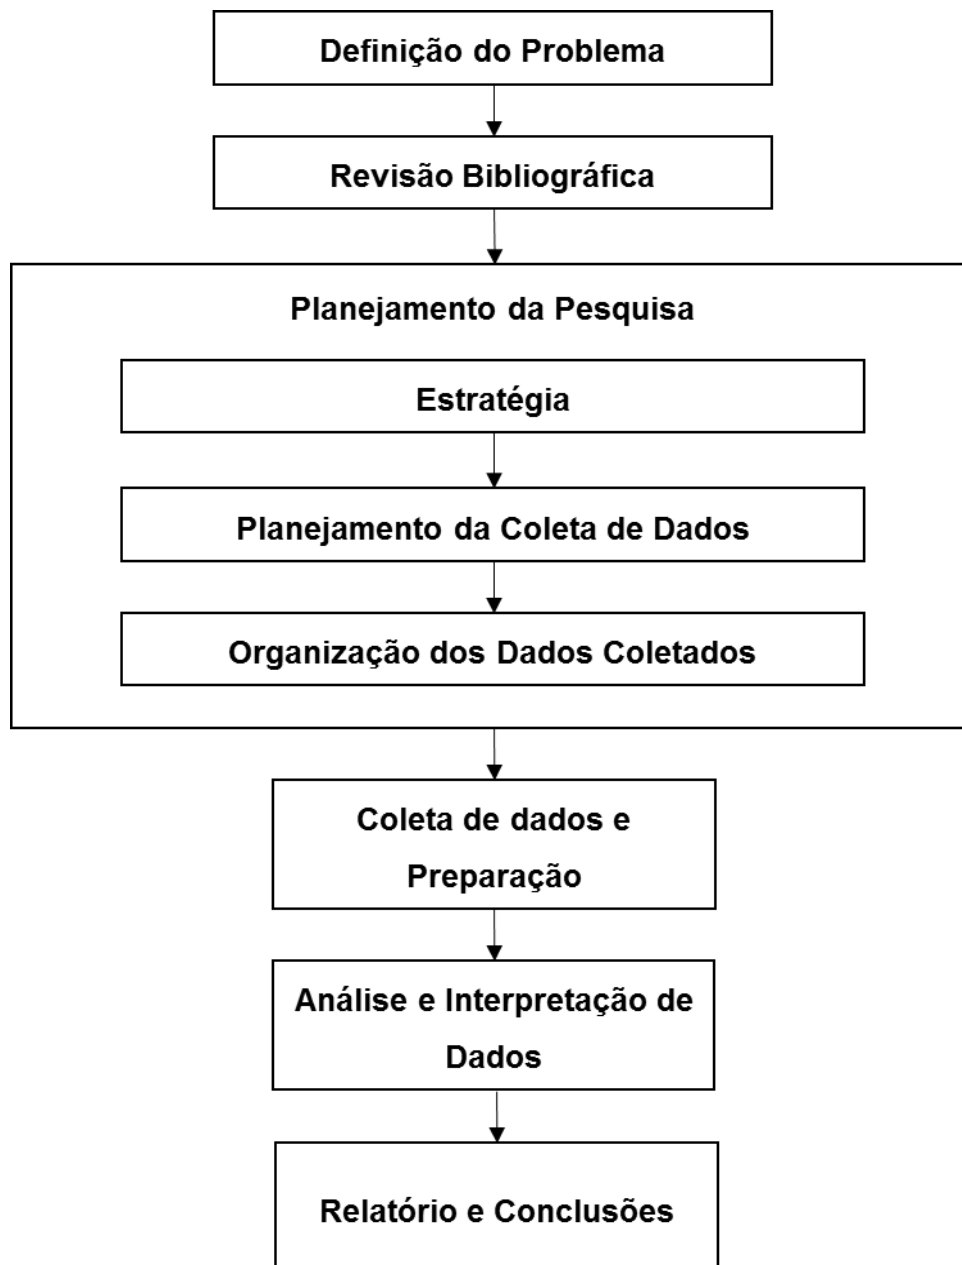 Definição do Problema
Revisão Bibliográfica
Planejamento da Pesquisa
Estratégia
Planejamento da Coleta de Dados
Organização dos Dados Coletados
Coleta de dados e
Preparação
Análise e Interpretação de
Dados
Relatório e Conclusões